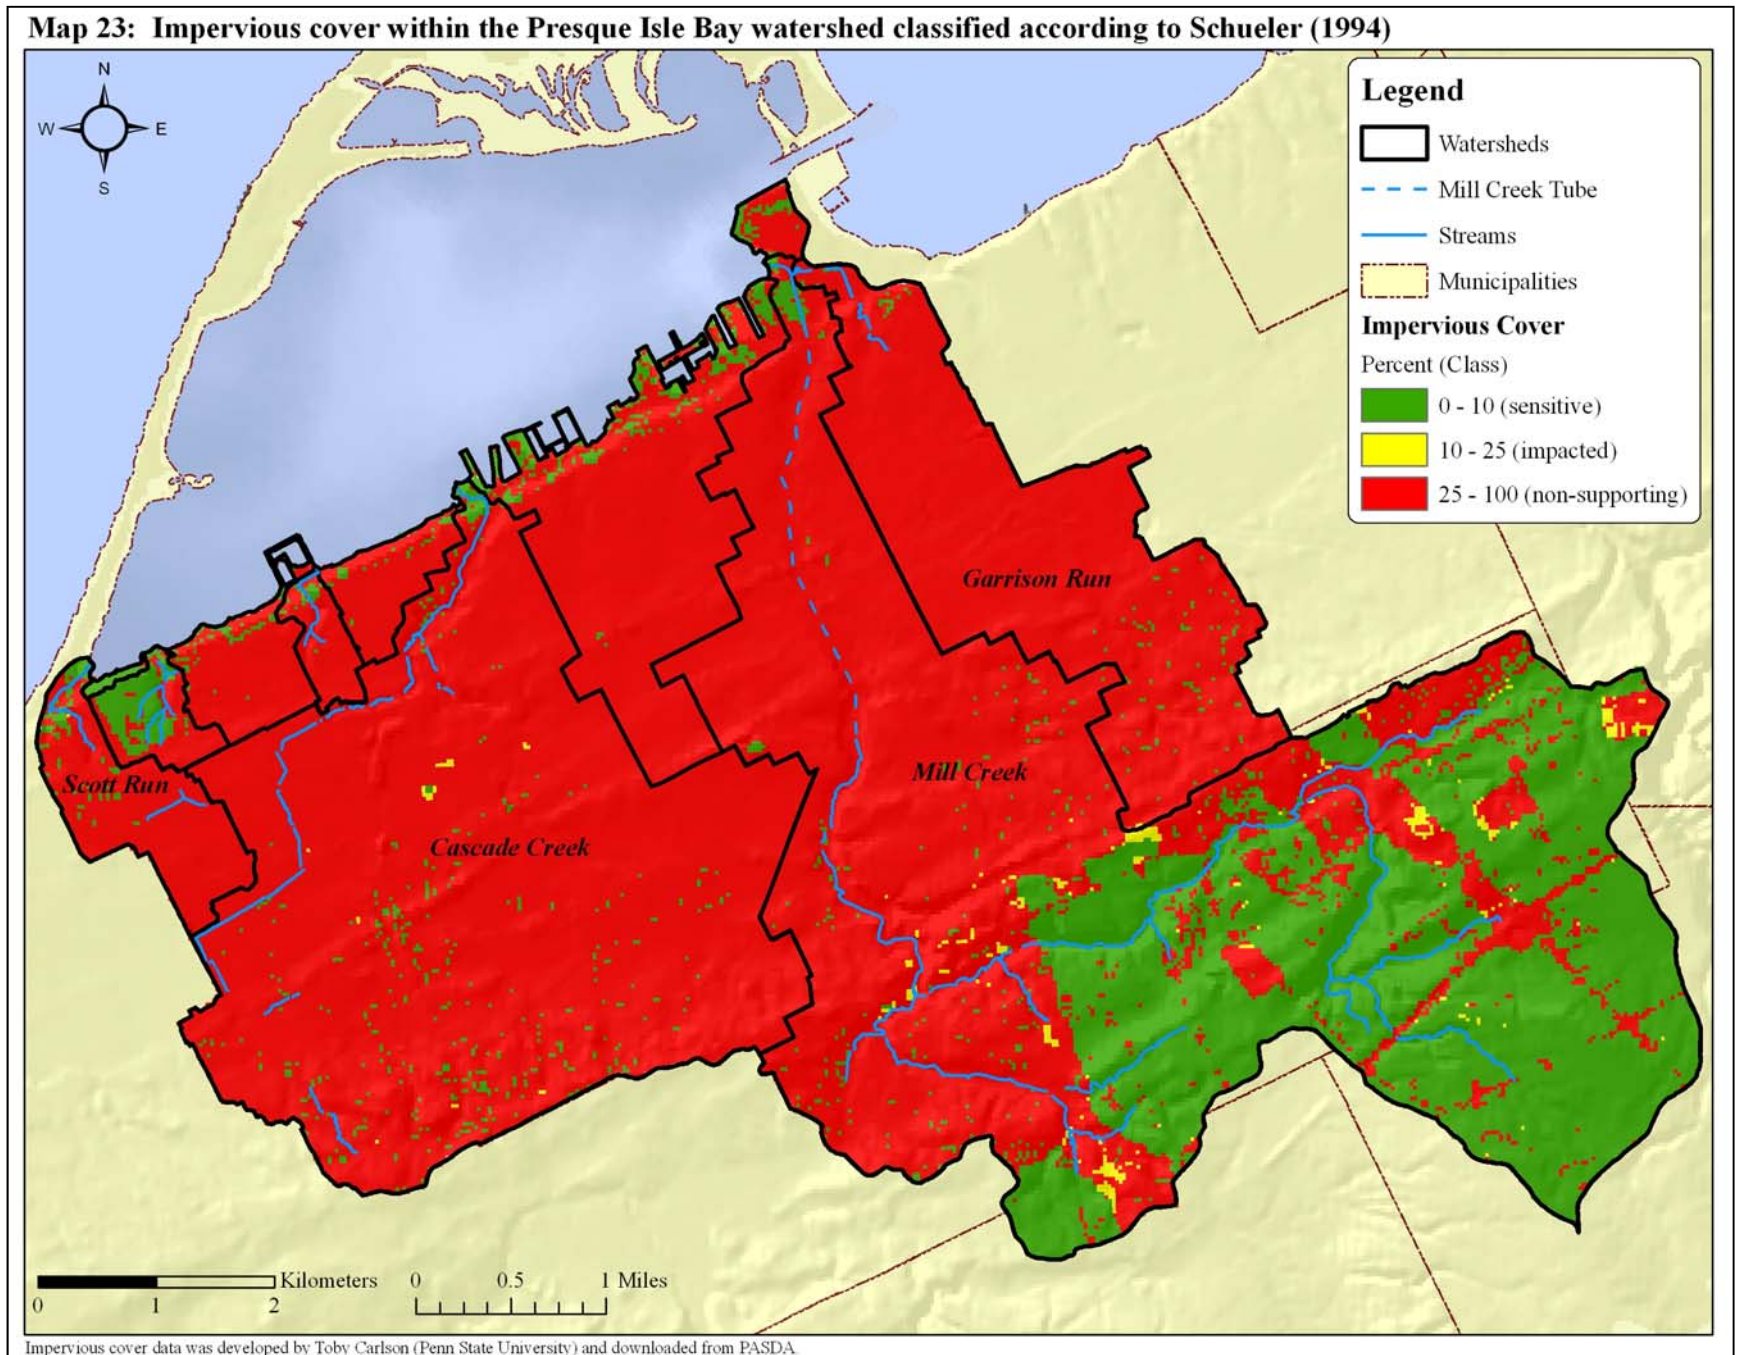 Map 23: Impervious cover within the Presque Isle Bay watershed classified according to Schueler (1994)
N
W E
S
Legend
Watersheds
Mill Creek Tube
Streams
Municipalities
Impervious Cover
Percent (Class)
0 - 10 (sensitive)
10 - 25 (impacted)
25 - 100 (non-supporting)
Garrison Run
Mill Creek
Scott Run
Cascade Creek
Kilometers
0 1 2
0 0.5 1 Miles
Impervious cover data was developed by Toby Carlson (Penn State University) and downloaded from PASDA.